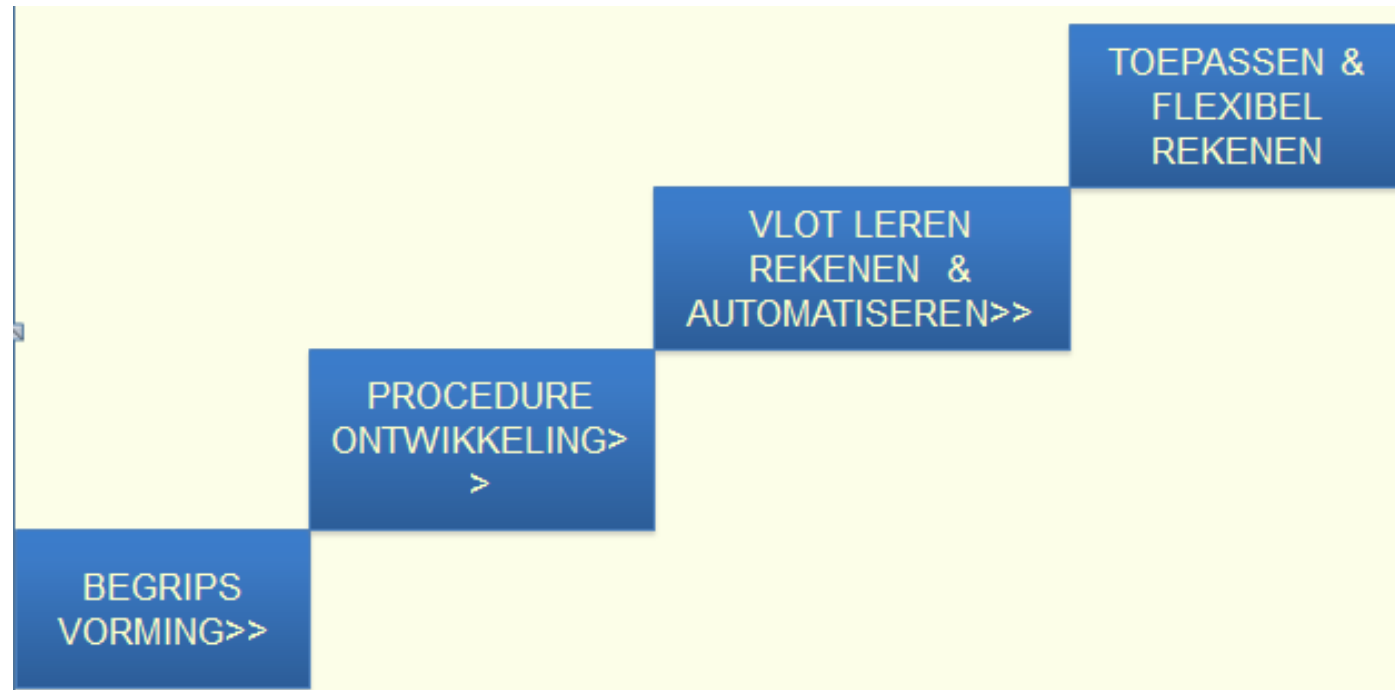 TOEPASSEN &
FLEXIBEL
REKENEN
VLOT LEREN
REKENEN &
AUTOMATISEREN>>
PROCEDURE
ONTWIKKELING>
>
BEGRIPS
VORMING>>